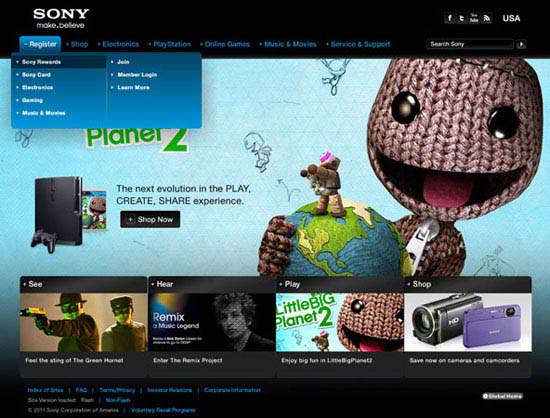 SONY
make.believe
USA
Register
Shop
Electronics
PlayStation
Online Games
Music & Movies
Service & Support
Search Sony
Sony Rewards
Sony Card
Electronics
Gaming
Music & Movies
Join
Member Login
Learn More
Planet 2
The next evolution in the PLAY,
CREATE, SHARE experience.
Shop Now
See
Hear
Play
Shop
Remix
a Music Legend
LittleBIG
Planet 2
HD
SONY
Feel the sting of The Green Hornet
Enter The Remix Project
Enjoy big fun in LittleBigPlanet2
Save now on cameras and camcorders
Index of Sites | FAQ | Terms/Privacy | Investor Relations | Corporate Information
Site Version loaded: Flash | Non-Flash
© 2011 Sony Corporation of America | Voluntary Recall Programs
Global Home